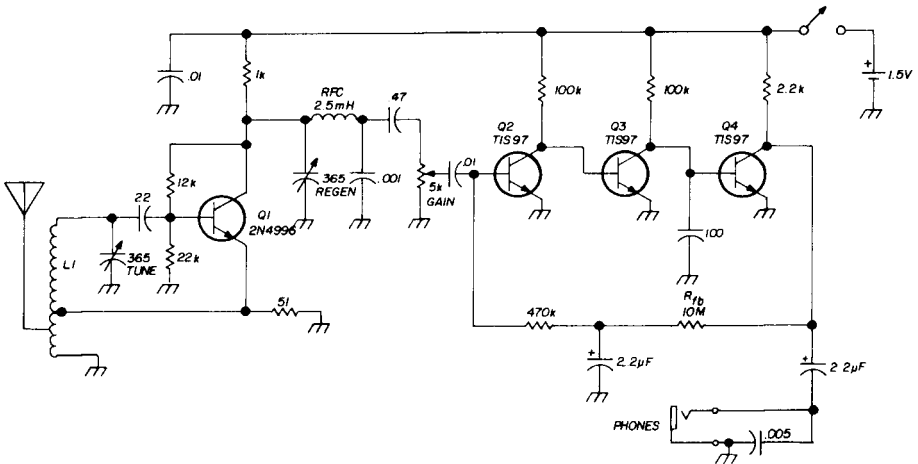 .01
1k
RFC
2.5mH
47
100k
100k
2.2k
+
1.5V
Q2
TIS97
Q3
TIS97
Q4
TIS97
12k
365
REGEN
.001
5k
GAIN
.01
22
Q1
2N4996
L1
365
TUNE
22k
100
51
470k
Rfb
10M
+
2.2µF
+
2.2µF
PHONES
.005